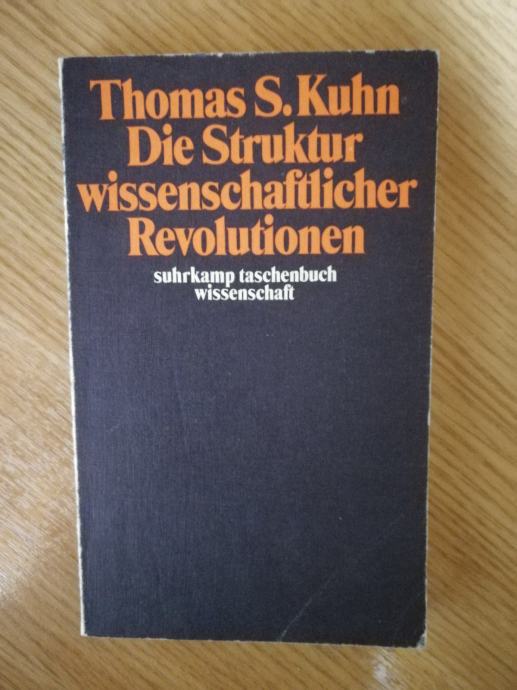 Thomas S. Kuhn
Die Struktur
wissenschaftlicher
Revolutionen
suhrkamp taschenbuch
wissenschaft